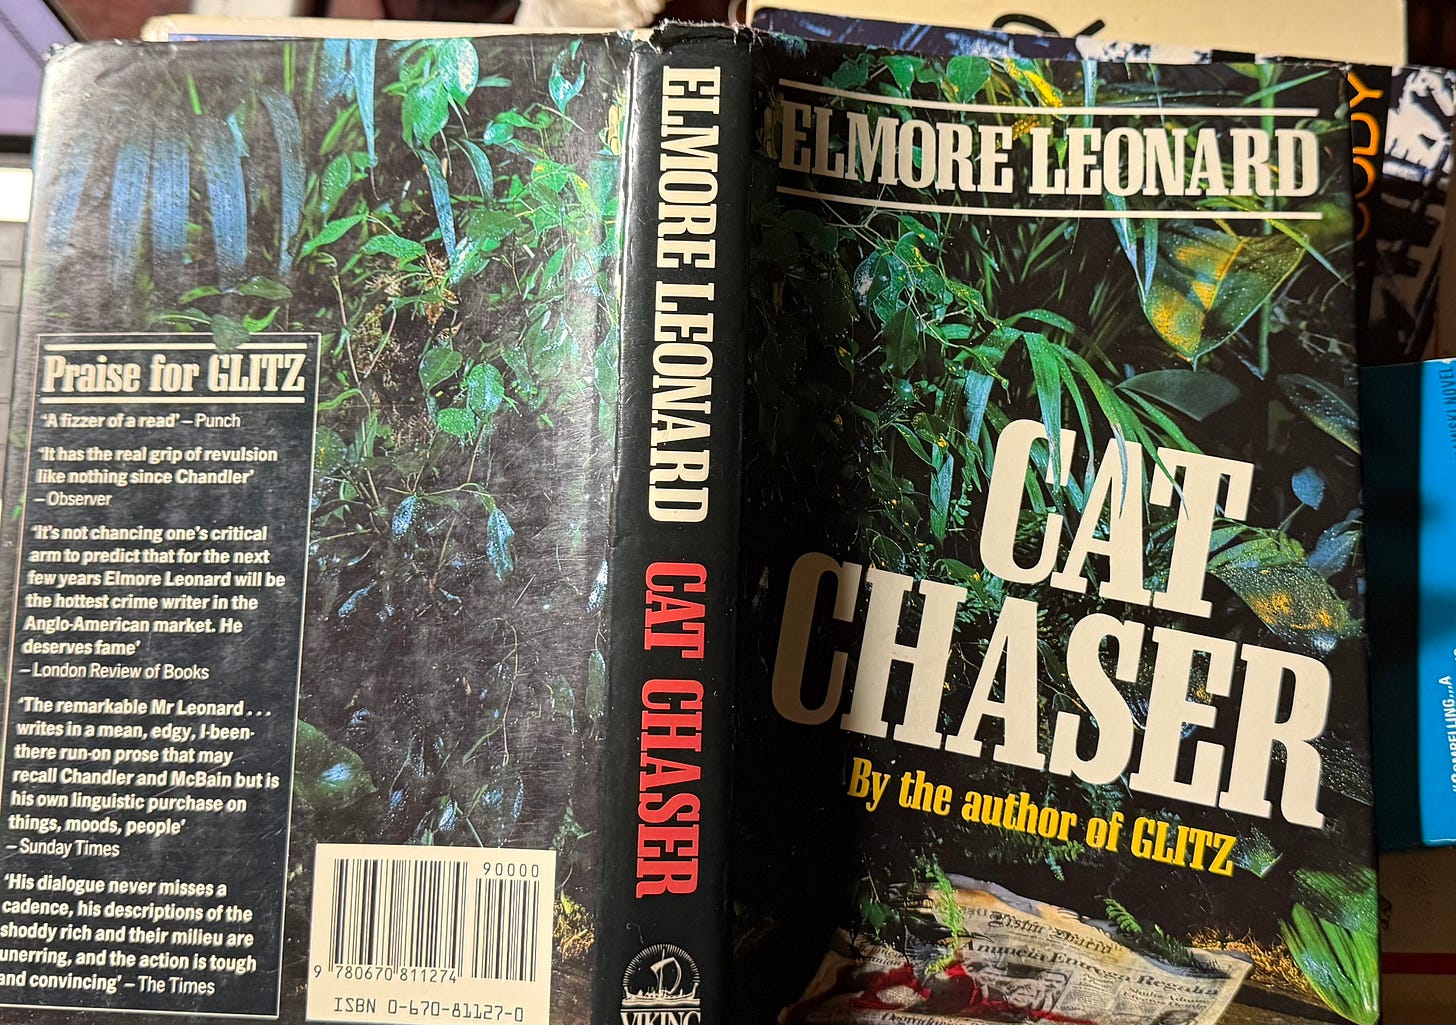 Praise for GLITZ
'A fizzer of a read' – Punch
'It has the real grip of revulsion
like nothing since Chandler'
– Observer
'It's not chancing one's critical
arm to predict that for the next
few years Elmore Leonard will be
the hottest crime writer in the
Anglo-American market. He
deserves fame'
– London Review of Books
'The remarkable Mr Leonard . . .
writes in a mean, edgy, I-been-
there run-on prose that may
recall Chandler and McBain but is
his own linguistic purchase on
things, moods, people'
– Sunday Times
'His dialogue never misses a
cadence, his descriptions of the
shoddy rich and their milieu are
unerring, and the action is tough
and convincing' – The Times
90000
9 780670 811274
ISBN 0-670-81127-0
ELMORE LEONARD CAT CHASER
VIKING
ELMORE LEONARD
CAT
CHASER
By the author of GLITZ
Anuncia Entrega Regalia